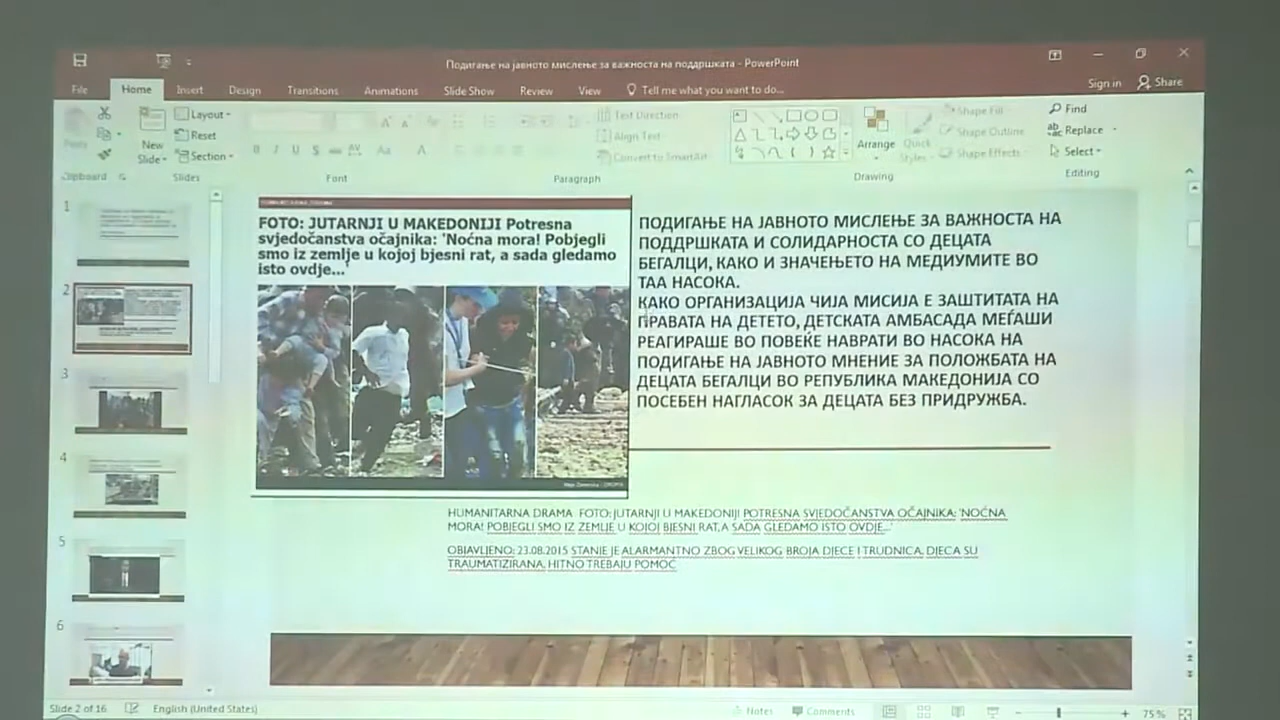 Подигање на јавното мислење за важноста на поддршката - PowerPoint
File Home Insert Design Transitions Animations Slide Show Review View Tell me what you want to do... Sign in Share
Layout
Reset
Section
New
Slide
Text Direction
Align Text
Convert to SmartArt
Arrange
Quick
Styles
Shape Fill
Shape Outline
Shape Effects
Find
Replace
Select
Clipboard Slides Font Paragraph Drawing Editing
1
2
3
4
5
6
FOTO: JUTARNJI U MAKEDONIJI Potresna
svjedočanstva očajnika: 'Noćna mora! Pobjegli
smo iz zemlje u kojoj bjesni rat, a sada gledamo
isto ovdje...'
ПОДИГАЊЕ НА ЈАВНОТО МИСЛЕЊЕ ЗА ВАЖНОСТА НА
ПОДДРШКАТА И СОЛИДАРНОСТА СО ДЕЦАТА
БЕГАЛЦИ, КАКО И ЗНАЧЕЊЕТО НА МЕДИУМИТЕ ВО
ТАА НАСОКА.
КАКО ОРГАНИЗАЦИЈА ЧИЈА МИСИЈА Е ЗАШТИТАТА НА
ПРАВАТА НА ДЕТЕТО, ДЕТСКАТА АМБАСАДА МЕЃАШИ
РЕАГИРАШЕ ВО ПОВЕЌЕ НАВРАТИ ВО НАСОКА НА
ПОДИГАЊЕ НА ЈАВНОТО МНЕНИЕ ЗА ПОЛОЖБАТА НА
ДЕЦАТА БЕГАЛЦИ ВО РЕПУБЛИКА МАКЕДОНИЈА СО
ПОСЕБЕН НАГЛАСОК ЗА ДЕЦАТА БЕЗ ПРИДРУЖБА.
HUMANITARNA DRAMA FOTO: JUTARNJI U MAKEDONIJI POTRESNA SVJEDOČANSTVA OČAJNIKA: 'NOĆNA
MORA! POBJEGLI SMO IZ ZEMLJE U KOJOJ BJESNI RAT, A SADA GLEDAMO ISTO OVDJE...'
OBJAVLJENO: 23.08.2015 STANJE JE ALARMANTNO ZBOG VELIKOG BROJA DJECE I TRUDNICA. DJECA SU
TRAUMATIZIRANA. HITNO TREBAJU POMOĆ
Slide 2 of 16 English (United States) Notes Comments 75%